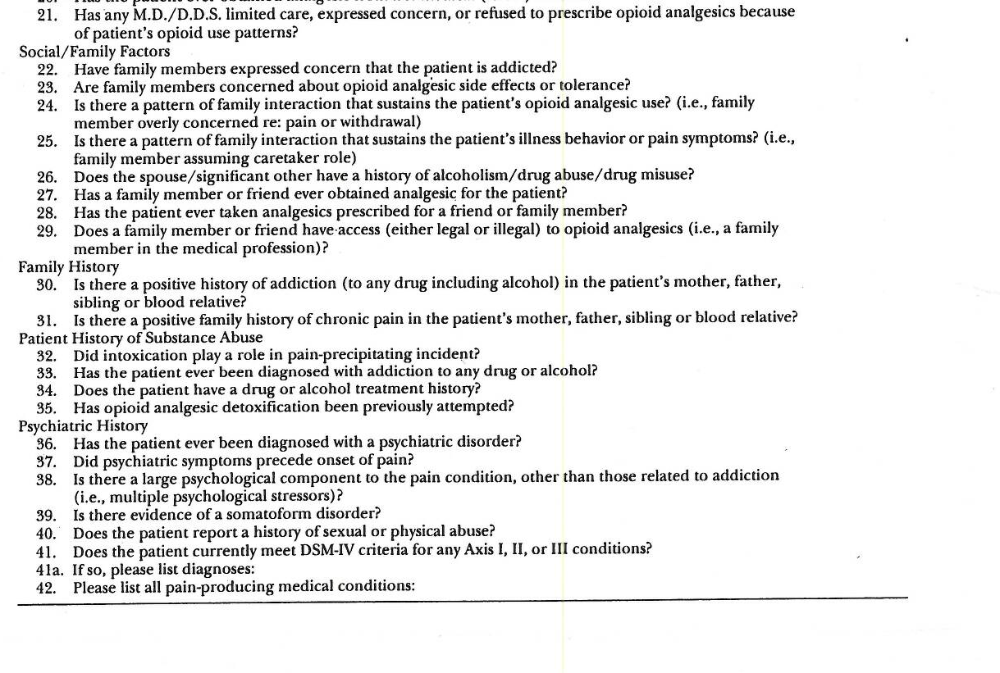 21. Has any M.D./D.D.S. limited care, expressed concern, or refused to prescribe opioid analgesics because
of patient's opioid use patterns?
Social/Family Factors
22. Have family members expressed concern that the patient is addicted?
23. Are family members concerned about opioid analgesic side effects or tolerance?
24. Is there a pattern of family interaction that sustains the patient's opioid analgesic use? (i.e., family
member overly concerned re: pain or withdrawal)
25. Is there a pattern of family interaction that sustains the patient's illness behavior or pain symptoms? (i.e.,
family member assuming caretaker role)
26. Does the spouse/significant other have a history of alcoholism/drug abuse/drug misuse?
27. Has a family member or friend ever obtained analgesic for the patient?
28. Has the patient ever taken analgesics prescribed for a friend or family member?
29. Does a family member or friend have access (either legal or illegal) to opioid analgesics (i.e., a family
member in the medical profession)?
Family History
30. Is there a positive history of addiction (to any drug including alcohol) in the patient's mother, father,
sibling or blood relative?
31. Is there a positive family history of chronic pain in the patient's mother, father, sibling or blood relative?
Patient History of Substance Abuse
32. Did intoxication play a role in pain-precipitating incident?
33. Has the patient ever been diagnosed with addiction to any drug or alcohol?
34. Does the patient have a drug or alcohol treatment history?
35. Has opioid analgesic detoxification been previously attempted?
Psychiatric History
36. Has the patient ever been diagnosed with a psychiatric disorder?
37. Did psychiatric symptoms precede onset of pain?
38. Is there a large psychological component to the pain condition, other than those related to addiction
(i.e., multiple psychological stressors)?
39. Is there evidence of a somatoform disorder?
40. Does the patient report a history of sexual or physical abuse?
41. Does the patient currently meet DSM-IV criteria for any Axis I, II, or III conditions?
41a. If so, please list diagnoses:
42. Please list all pain-producing medical conditions: